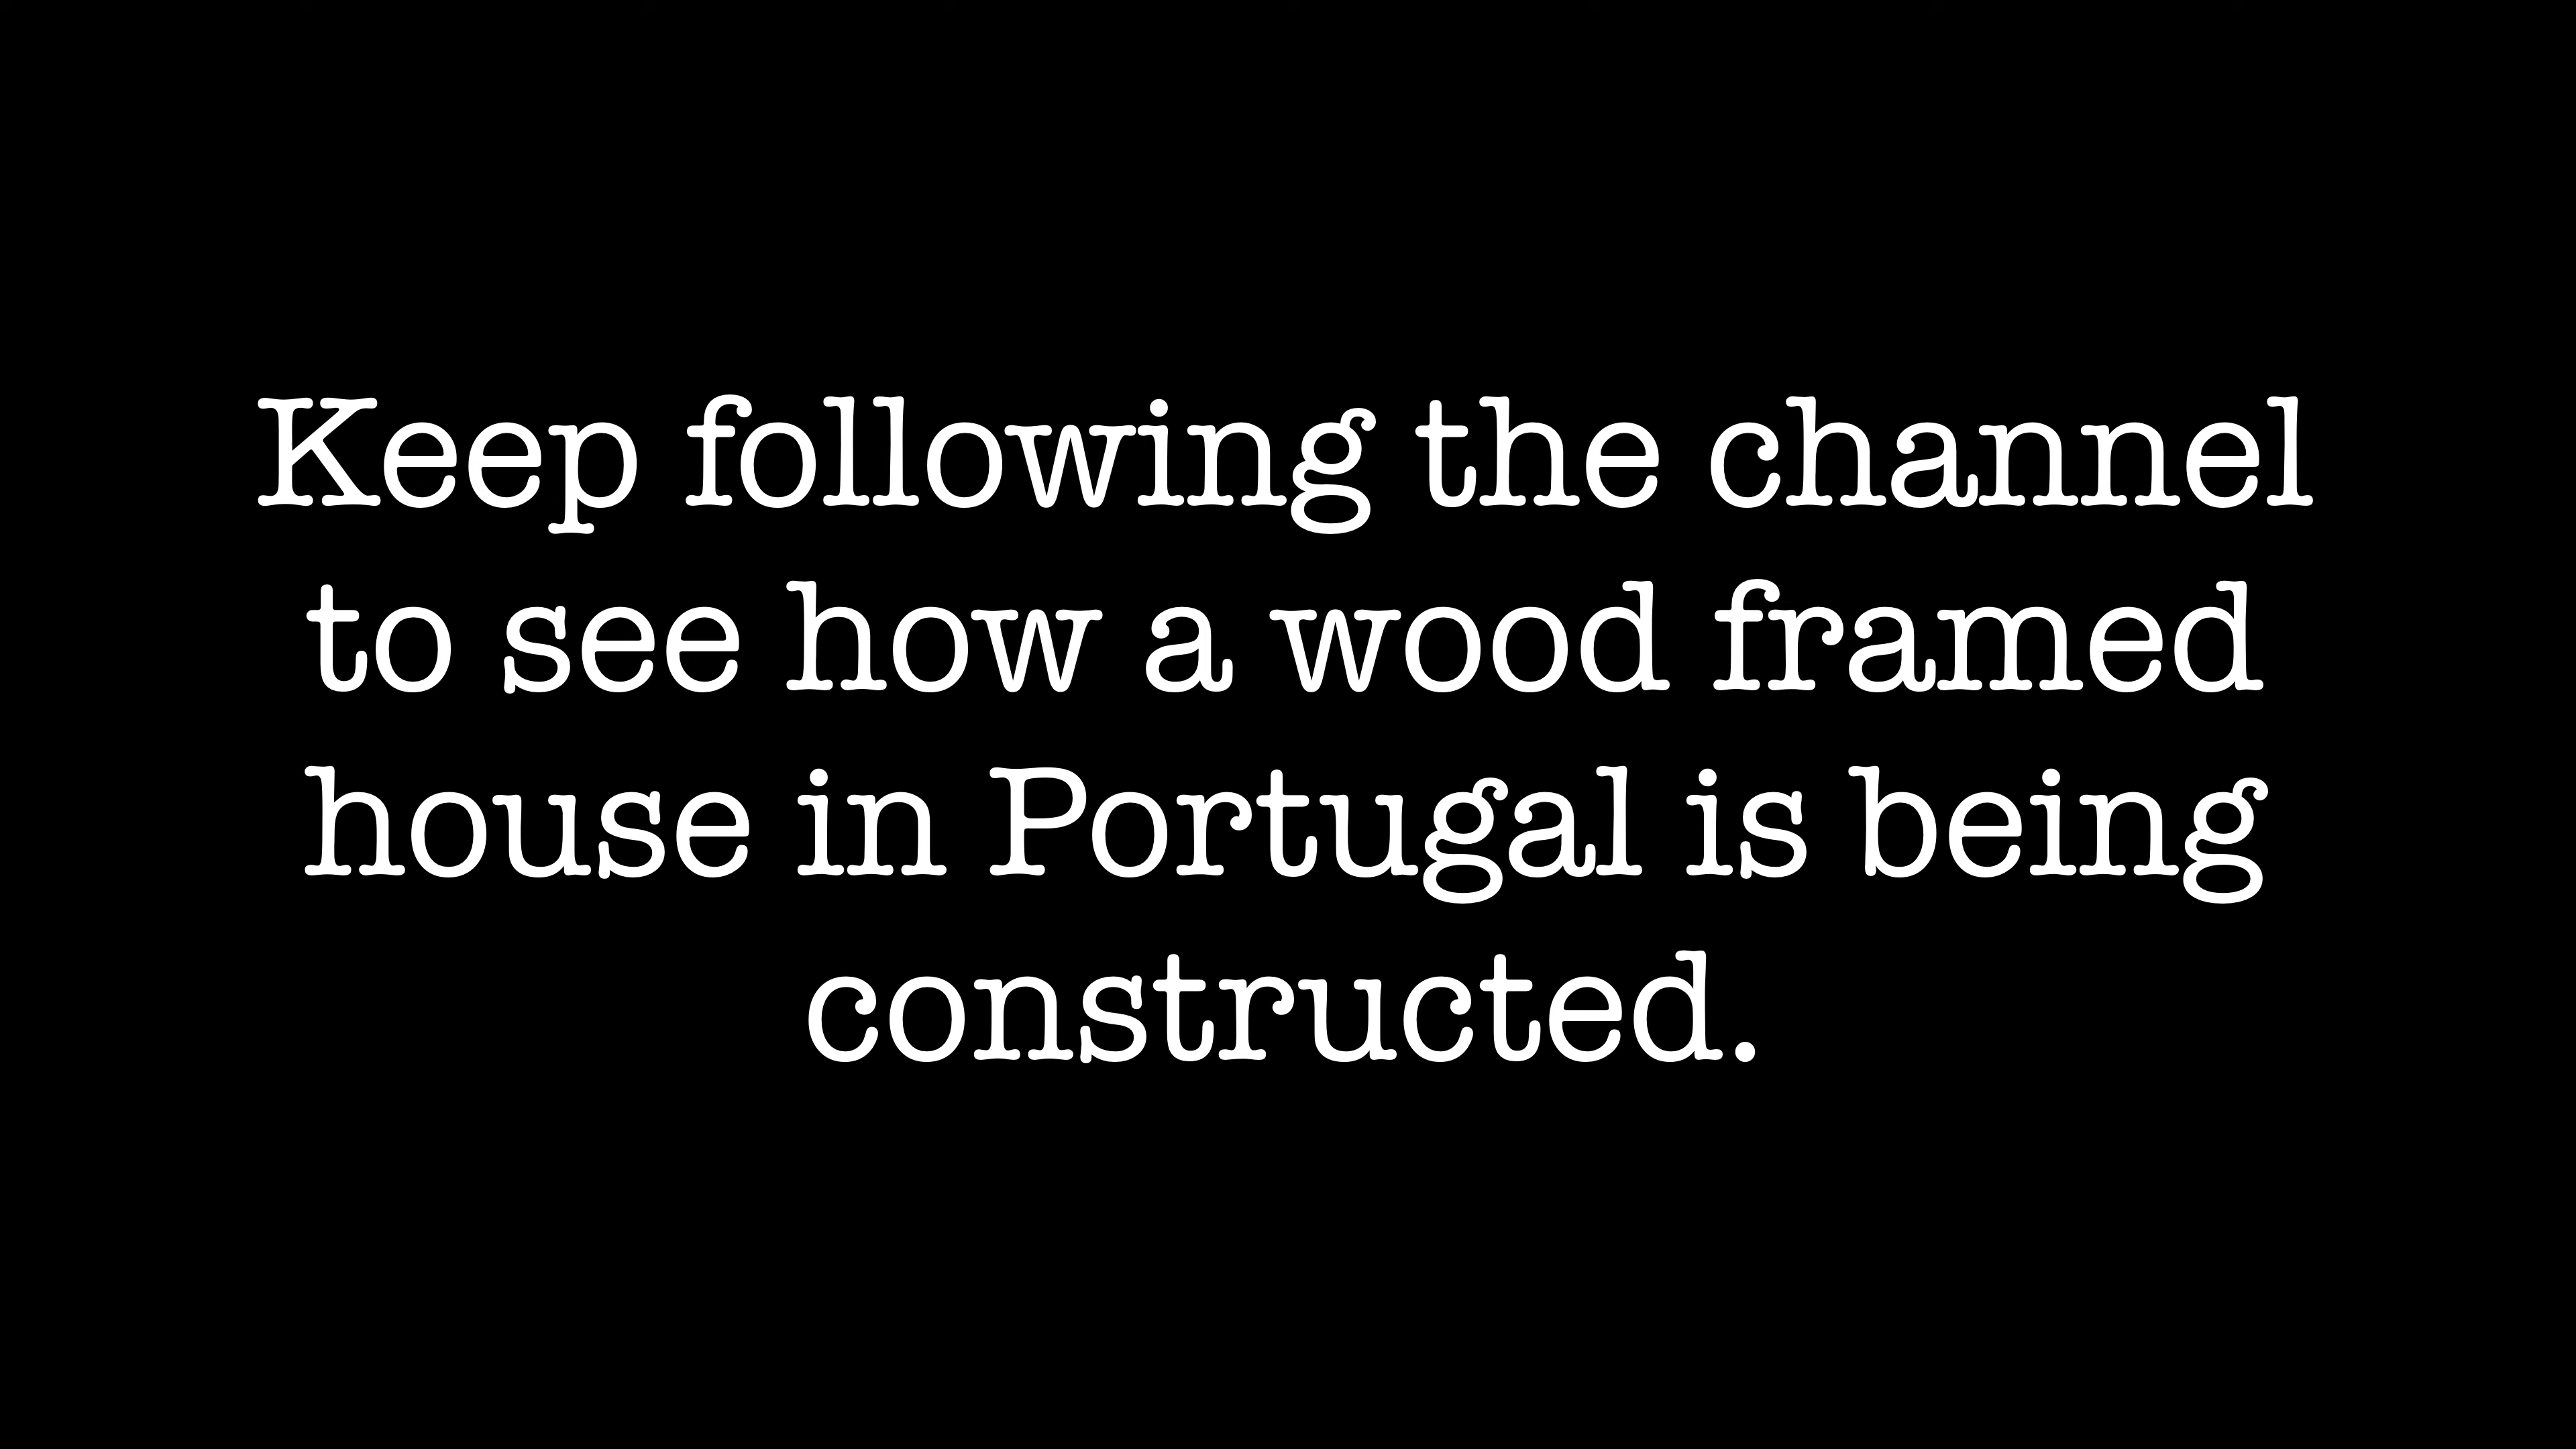 Keep following the channel
to see how a wood framed
house in Portugal is being
constructed.